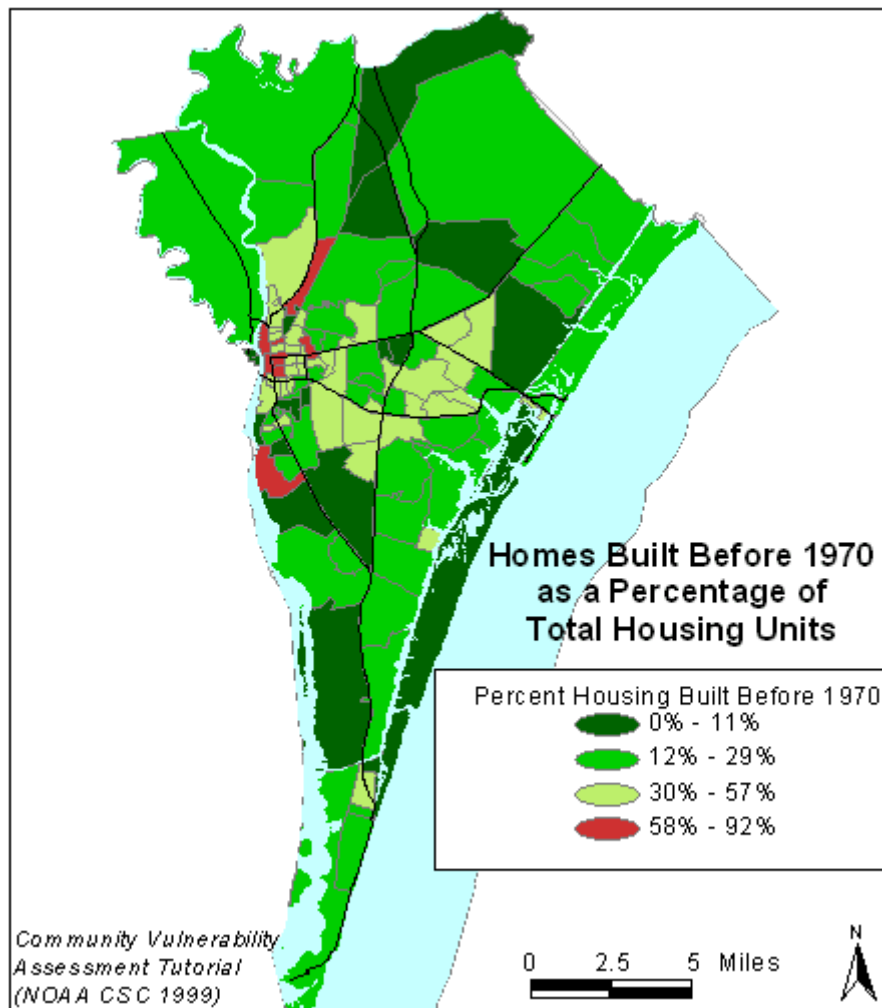 Homes Built Before 1970
as a Percentage of
Total Housing Units
Percent Housing Built Before 1970
0% - 11%
12% - 29%
30% - 57%
58% - 92%
Community Vulnerability
Assessment Tutorial
(NOAA CSC 1999)
0 2.5 5 Miles
N